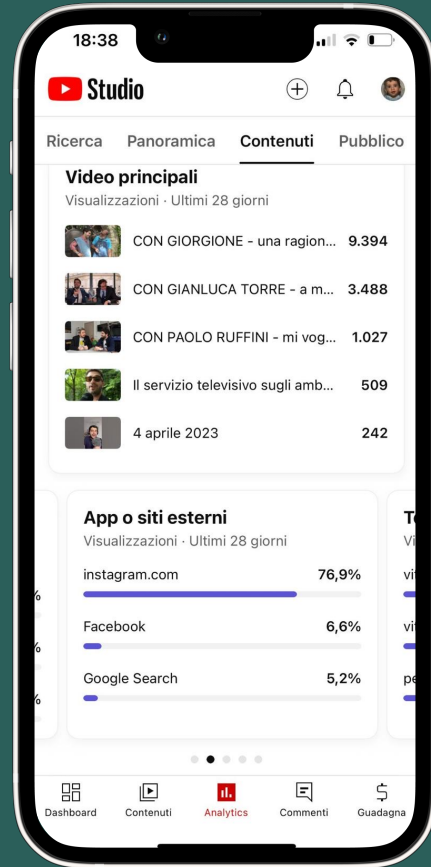 18:38
Studio
Ricerca Panoramica Contenuti Pubblico
Video principali
Visualizzazioni · Ultimi 28 giorni
CON GIORGIONE - una ragion... 9.394
CON GIANLUCA TORRE - a m... 3.488
CON PAOLO RUFFINI - mi vog... 1.027
Il servizio televisivo sugli amb... 509
4 aprile 2023 242
App o siti esterni
Visualizzazioni · Ultimi 28 giorni
instagram.com 76,9%
Facebook 6,6%
Google Search 5,2%
Dashboard Contenuti Analytics Commenti Guadagna